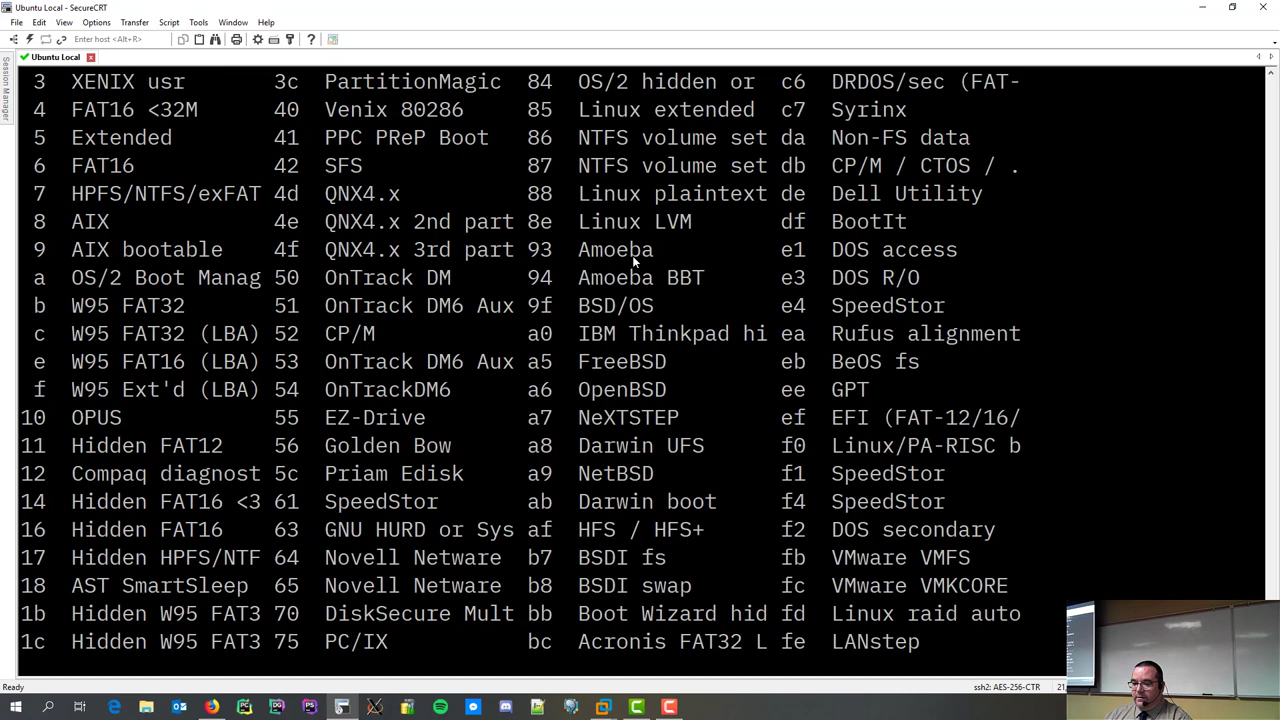 Ubuntu Local - SecureCRT
File Edit View Options Transfer Script Tools Window Help
Enter host <Alt+R>
Ubuntu Local
Session Manager
3 XENIX usr 3c PartitionMagic 84 OS/2 hidden or c6 DRDOS/sec (FAT-
4 FAT16 <32M 40 Venix 80286 85 Linux extended c7 Syrinx
5 Extended 41 PPC PReP Boot 86 NTFS volume set da Non-FS data
6 FAT16 42 SFS 87 NTFS volume set db CP/M / CTOS / .
7 HPFS/NTFS/exFAT 4d QNX4.x 88 Linux plaintext de Dell Utility
8 AIX 4e QNX4.x 2nd part 8e Linux LVM df BootIt
9 AIX bootable 4f QNX4.x 3rd part 93 Amoeba e1 DOS access
a OS/2 Boot Manag 50 OnTrack DM 94 Amoeba BBT e3 DOS R/O
b W95 FAT32 51 OnTrack DM6 Aux 9f BSD/OS e4 SpeedStor
c W95 FAT32 (LBA) 52 CP/M a0 IBM Thinkpad hi ea Rufus alignment
e W95 FAT16 (LBA) 53 OnTrack DM6 Aux a5 FreeBSD eb BeOS fs
f W95 Ext'd (LBA) 54 OnTrackDM6 a6 OpenBSD ee GPT
10 OPUS 55 EZ-Drive a7 NeXTSTEP ef EFI (FAT-12/16/
11 Hidden FAT12 56 Golden Bow a8 Darwin UFS f0 Linux/PA-RISC b
12 Compaq diagnost 5c Priam Edisk a9 NetBSD f1 SpeedStor
14 Hidden FAT16 <3 61 SpeedStor ab Darwin boot f4 SpeedStor
16 Hidden FAT16 63 GNU HURD or Sys af HFS / HFS+ f2 DOS secondary
17 Hidden HPFS/NTF 64 Novell Netware b7 BSDI fs fb VMware VMFS
18 AST SmartSleep 65 Novell Netware b8 BSDI swap fc VMware VMKCORE
1b Hidden W95 FAT3 70 DiskSecure Mult bb Boot Wizard hid fd Linux raid auto
1c Hidden W95 FAT3 75 PC/IX bc Acronis FAT32 L fe LANstep
Ready ssh2: AES-256-CTR